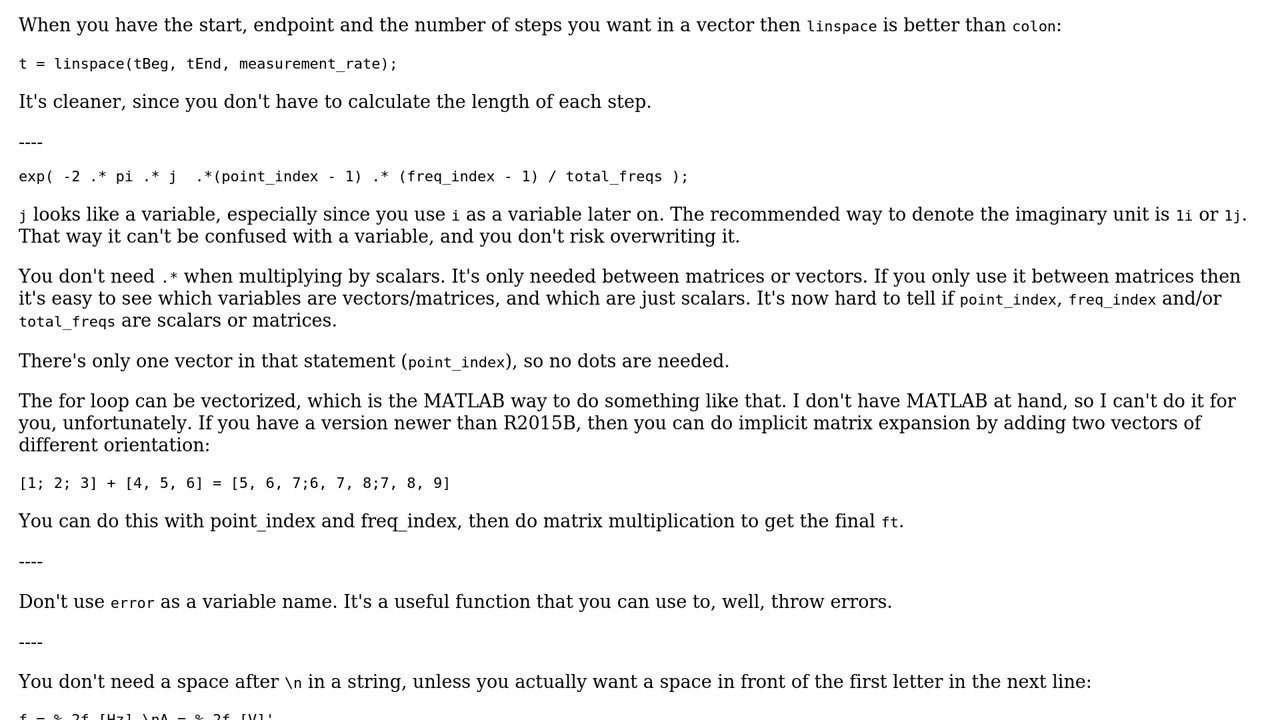 When you have the start, endpoint and the number of steps you want in a vector then linspace is better than colon:
t = linspace(tBeg, tEnd, measurement_rate);
It's cleaner, since you don't have to calculate the length of each step.
----
exp( -2 .* pi .* j  .*(point_index - 1) .* (freq_index - 1) / total_freqs );
j looks like a variable, especially since you use i as a variable later on. The recommended way to denote the imaginary unit is 1i or 1j.
That way it can't be confused with a variable, and you don't risk overwriting it.
You don't need .* when multiplying by scalars. It's only needed between matrices or vectors. If you only use it between matrices then
it's easy to see which variables are vectors/matrices, and which are just scalars. It's now hard to tell if point_index, freq_index and/or
total_freqs are scalars or matrices.
There's only one vector in that statement (point_index), so no dots are needed.
The for loop can be vectorized, which is the MATLAB way to do something like that. I don't have MATLAB at hand, so I can't do it for
you, unfortunately. If you have a version newer than R2015B, then you can do implicit matrix expansion by adding two vectors of
different orientation:
[1; 2; 3] + [4, 5, 6] = [5, 6, 7;6, 7, 8;7, 8, 9]
You can do this with point_index and freq_index, then do matrix multiplication to get the final ft.
----
Don't use error as a variable name. It's a useful function that you can use to, well, throw errors.
----
You don't need a space after \n in a string, unless you actually want a space in front of the first letter in the next line:
f = %.2f [Hz] \nA = %.2f [V]'